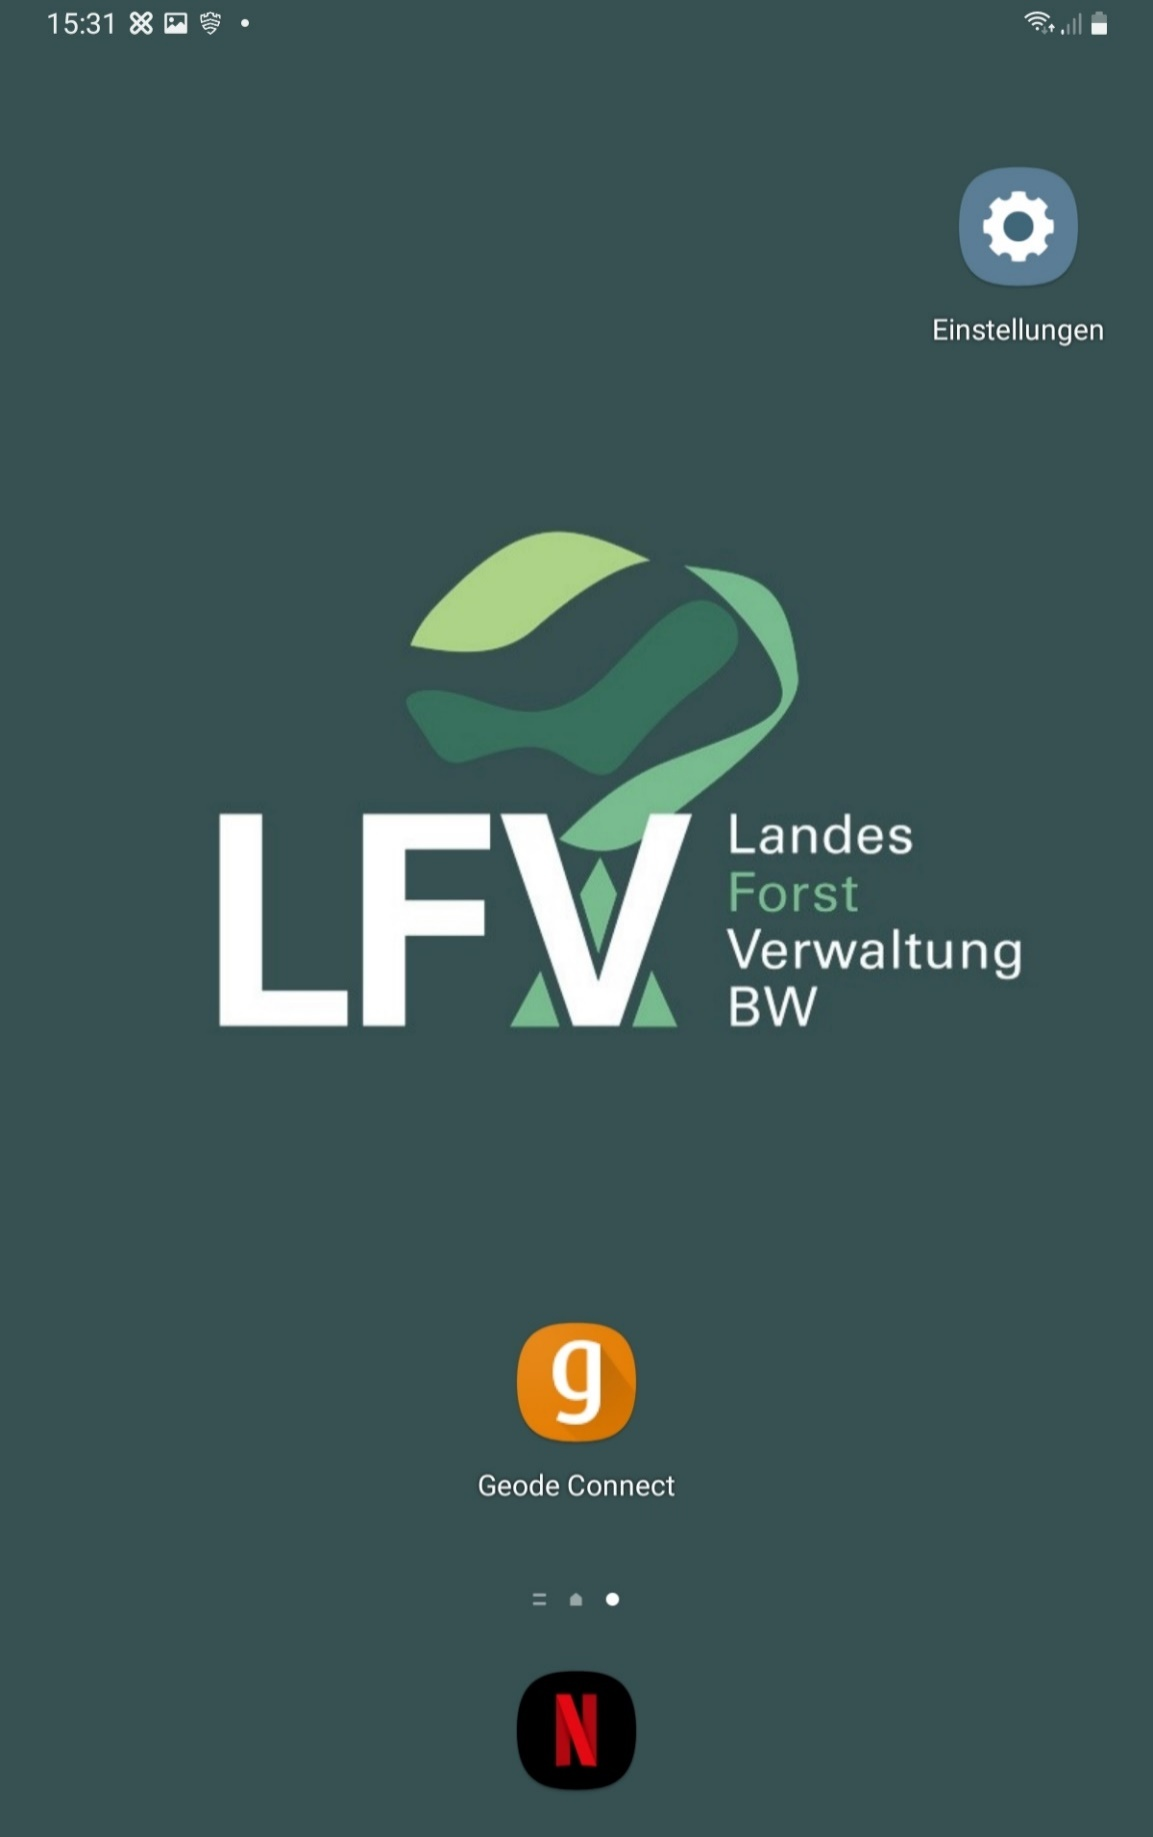 15:31
Einstellungen
LFV
Landes
Forst
Verwaltung
BW
g
Geode Connect
N